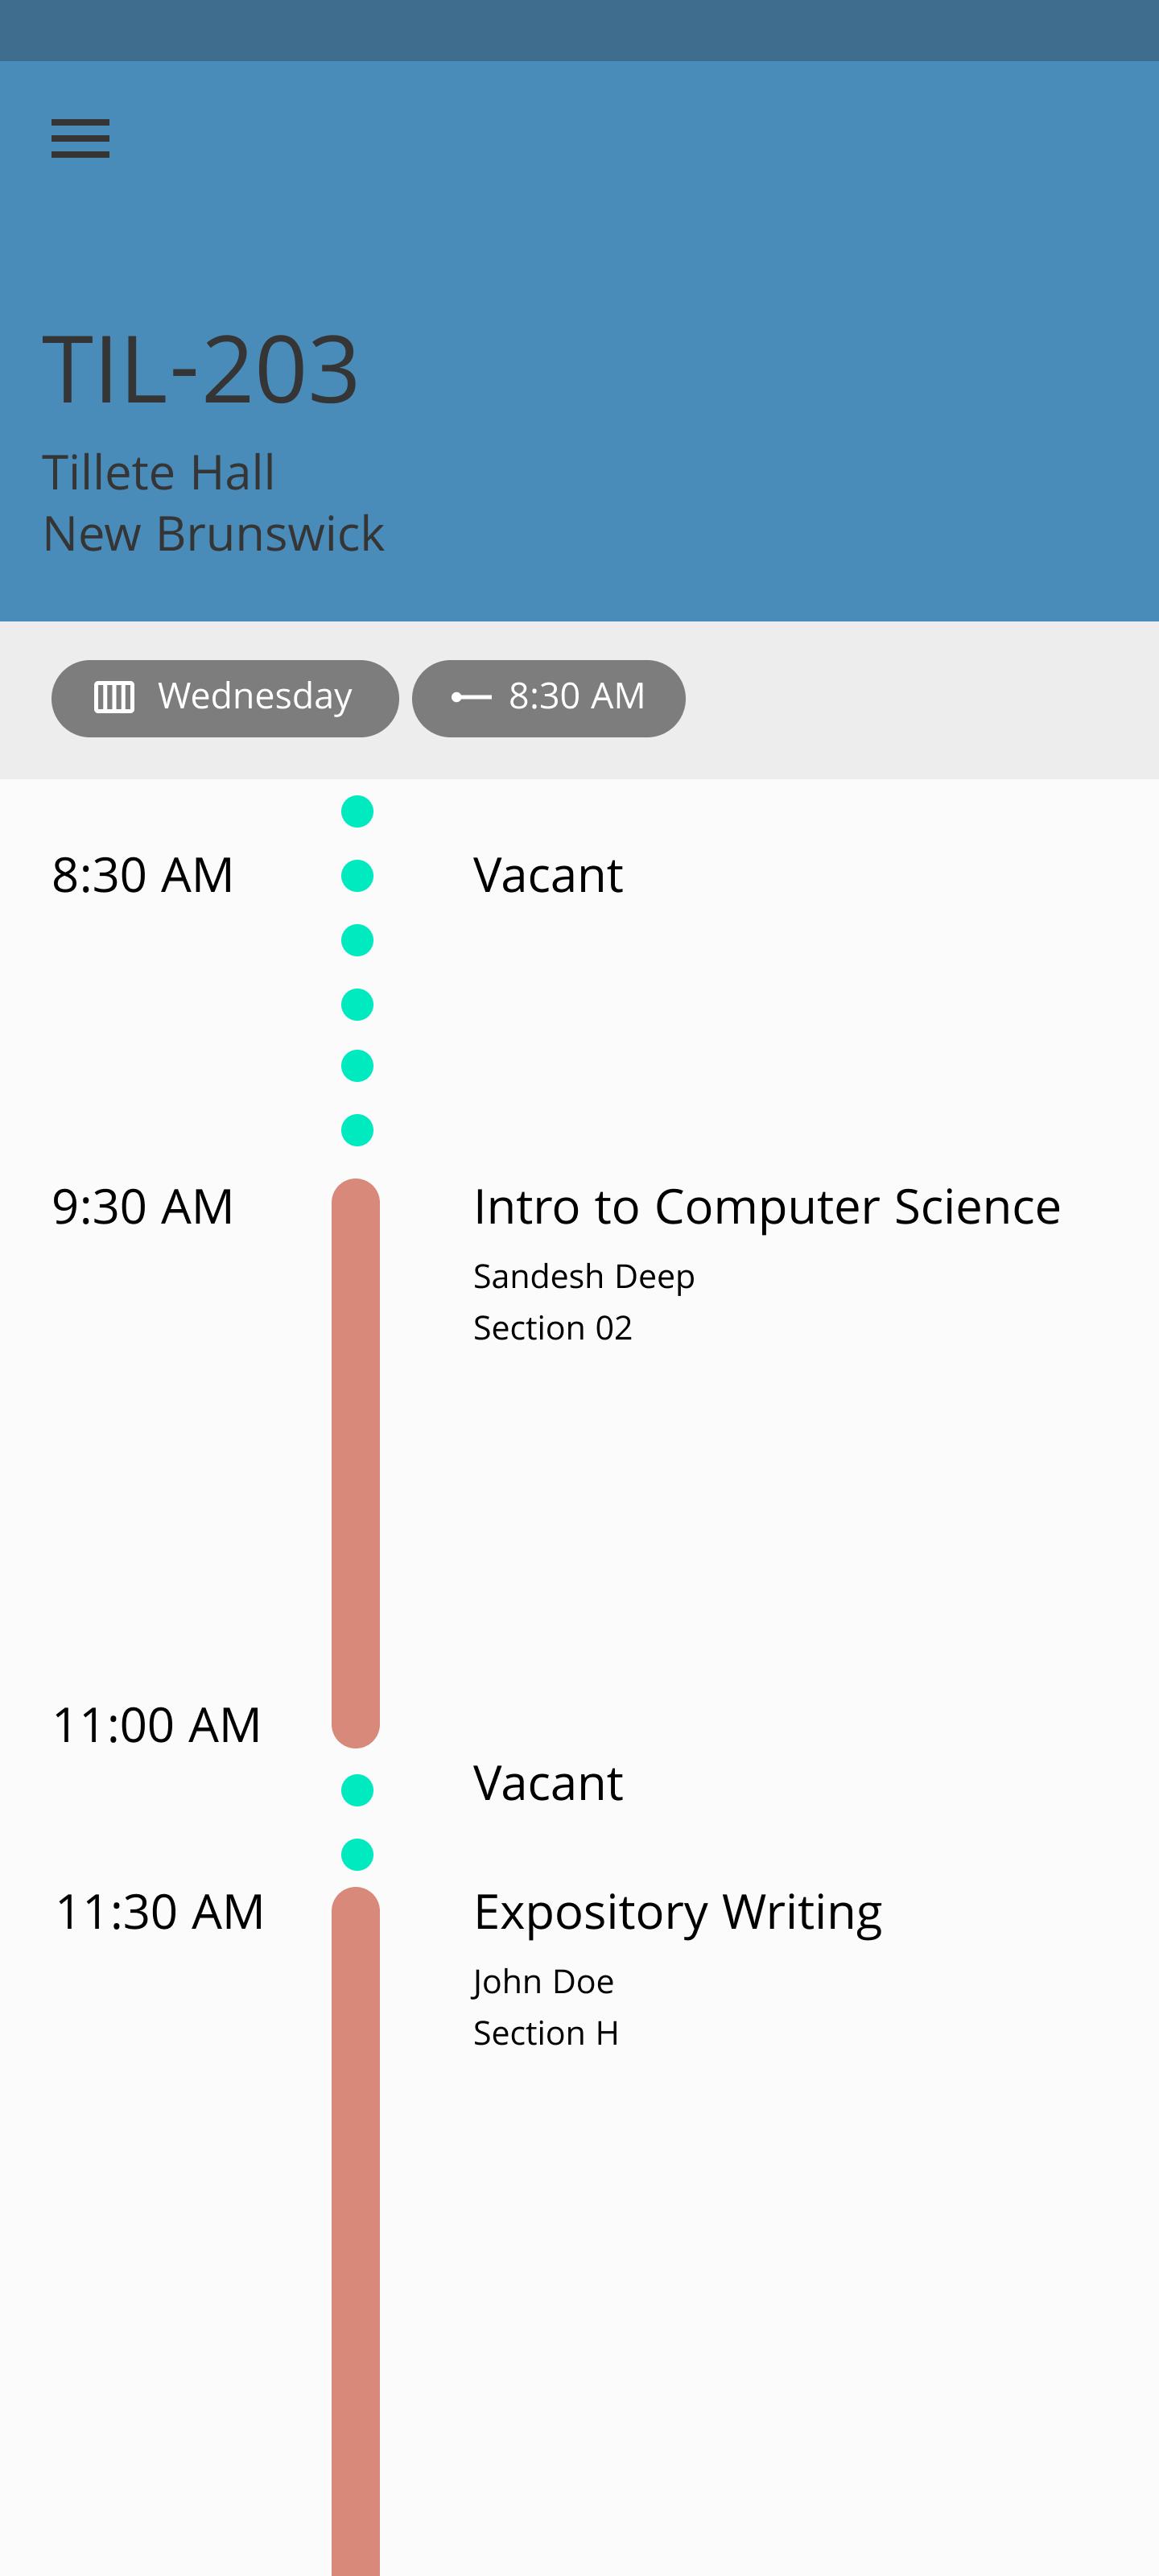 TIL-203
Tillete Hall
New Brunswick
Wednesday
8:30 AM
8:30 AM
Vacant
9:30 AM
Intro to Computer Science
Sandesh Deep
Section 02
11:00 AM
Vacant
11:30 AM
Expository Writing
John Doe
Section H